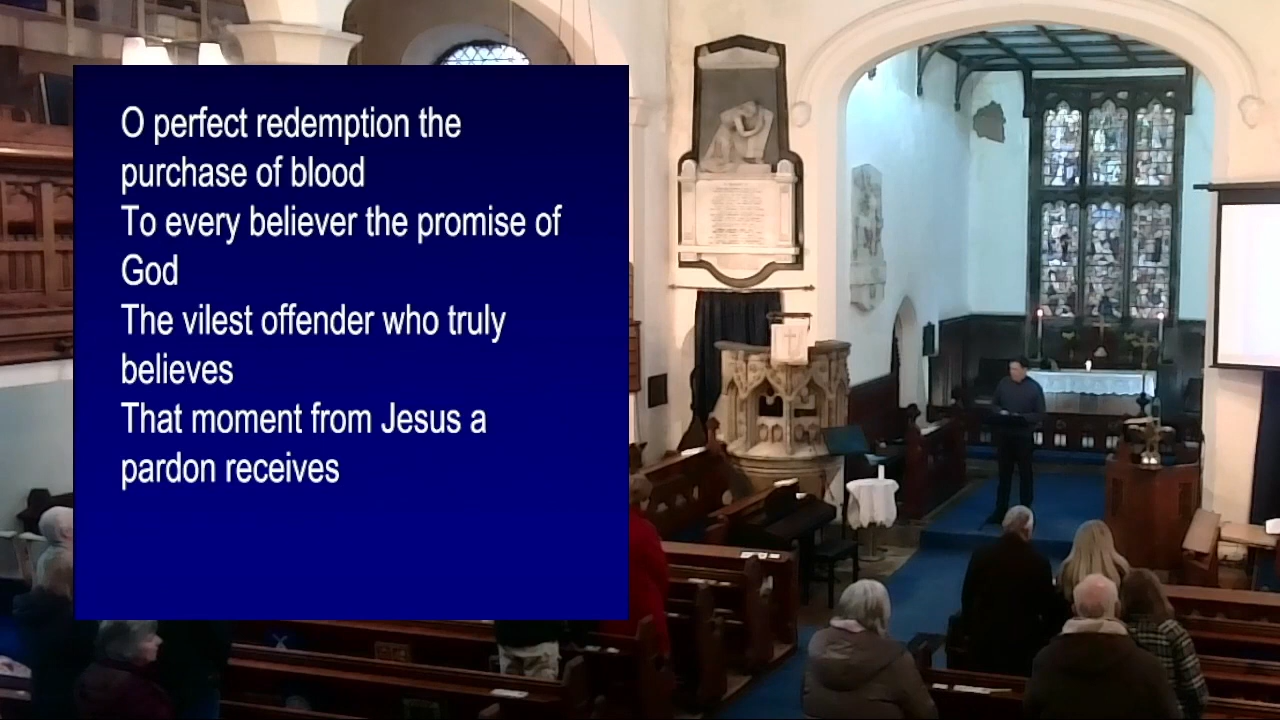 O perfect redemption the
purchase of blood
To every believer the promise of
God
The vilest offender who truly
believes
That moment from Jesus a
pardon receives